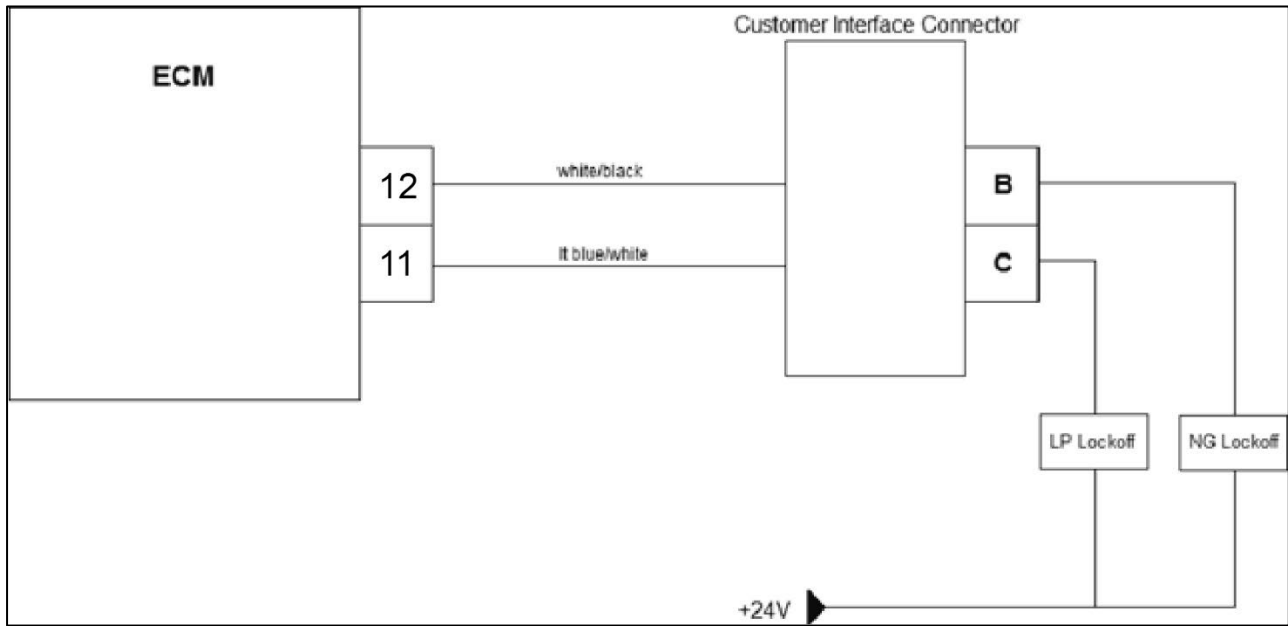 Customer Interface Connector
ECM
12
white/black
B
11
lt blue/white
C
LP Lockoff
NG Lockoff
+24V